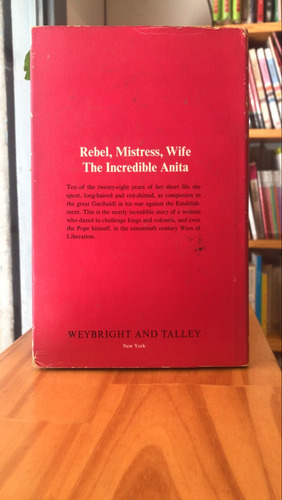 Rebel, Mistress, Wife
The Incredible Anita
Ten of the twenty-eight years of her short life she
spent, long-haired and red-shirted, as companion to
the great Garibaldi in his war against the Establish-
ment. This is the nearly incredible story of a woman
who dared to challenge kings and colonels, and even
the Pope himself, in the nineteenth century Wars of
Liberation.
WEYBRIGHT AND TALLEY
New York